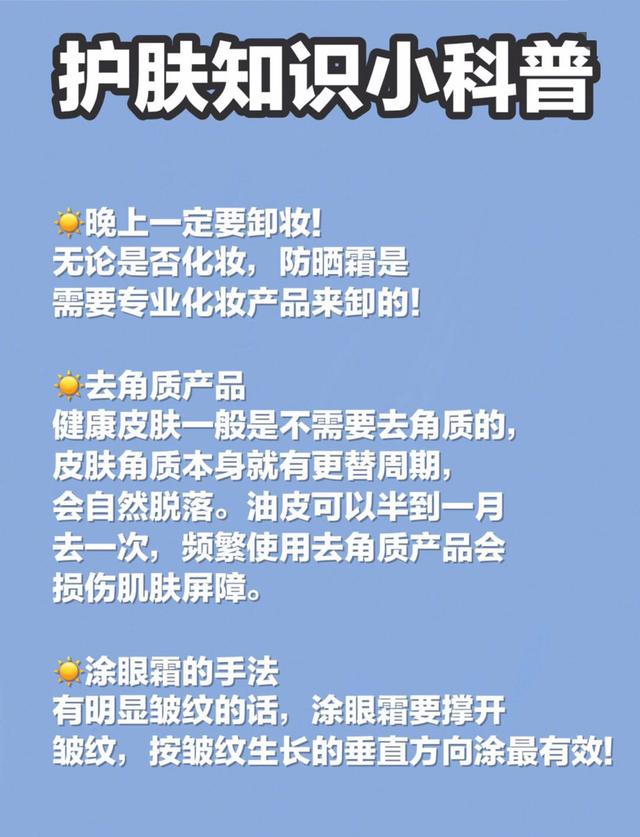 护肤知识小科普
☀️晚上一定要卸妆!
无论是否化妆，防晒霜是
需要专业化妆产品来卸的!
☀️去角质产品
健康皮肤一般是不需要去角质的，
皮肤角质本身就有更替周期，
会自然脱落。油皮可以半到一月
去一次，频繁使用去角质产品会
损伤肌肤屏障。
☀️涂眼霜的手法
有明显皱纹的话，涂眼霜要撑开
皱纹，按皱纹生长的垂直方向涂最有效!